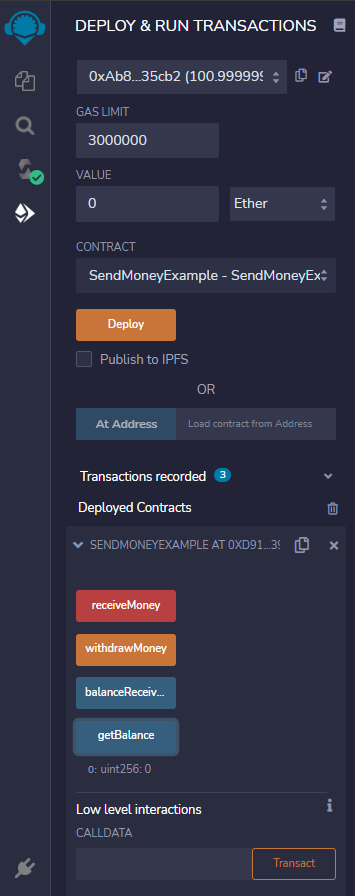 DEPLOY & RUN TRANSACTIONS
0xAb8...35cb2 (100.999999
GAS LIMIT
3000000
VALUE
0
Ether
CONTRACT
SendMoneyExample - SendMoneyEx
Deploy
Publish to IPFS
OR
At Address
Load contract from Address
Transactions recorded 3
Deployed Contracts
SENDMONEYEXAMPLE AT 0XD91...39
receiveMoney
withdrawMoney
balanceReceiv...
getBalance
0: uint256: 0
Low level interactions
i
CALLDATA
Transact